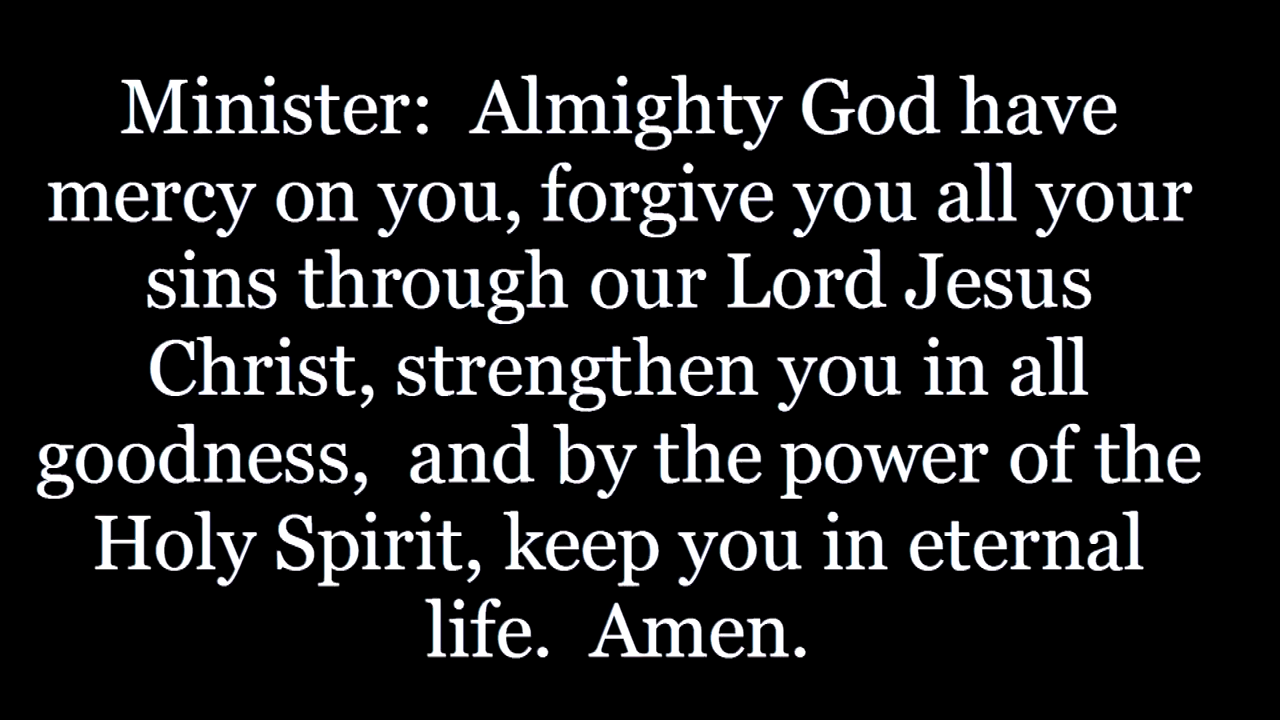 Minister:  Almighty God have
mercy on you, forgive you all your
sins through our Lord Jesus
Christ, strengthen you in all
goodness,  and by the power of the
Holy Spirit, keep you in eternal
life.  Amen.